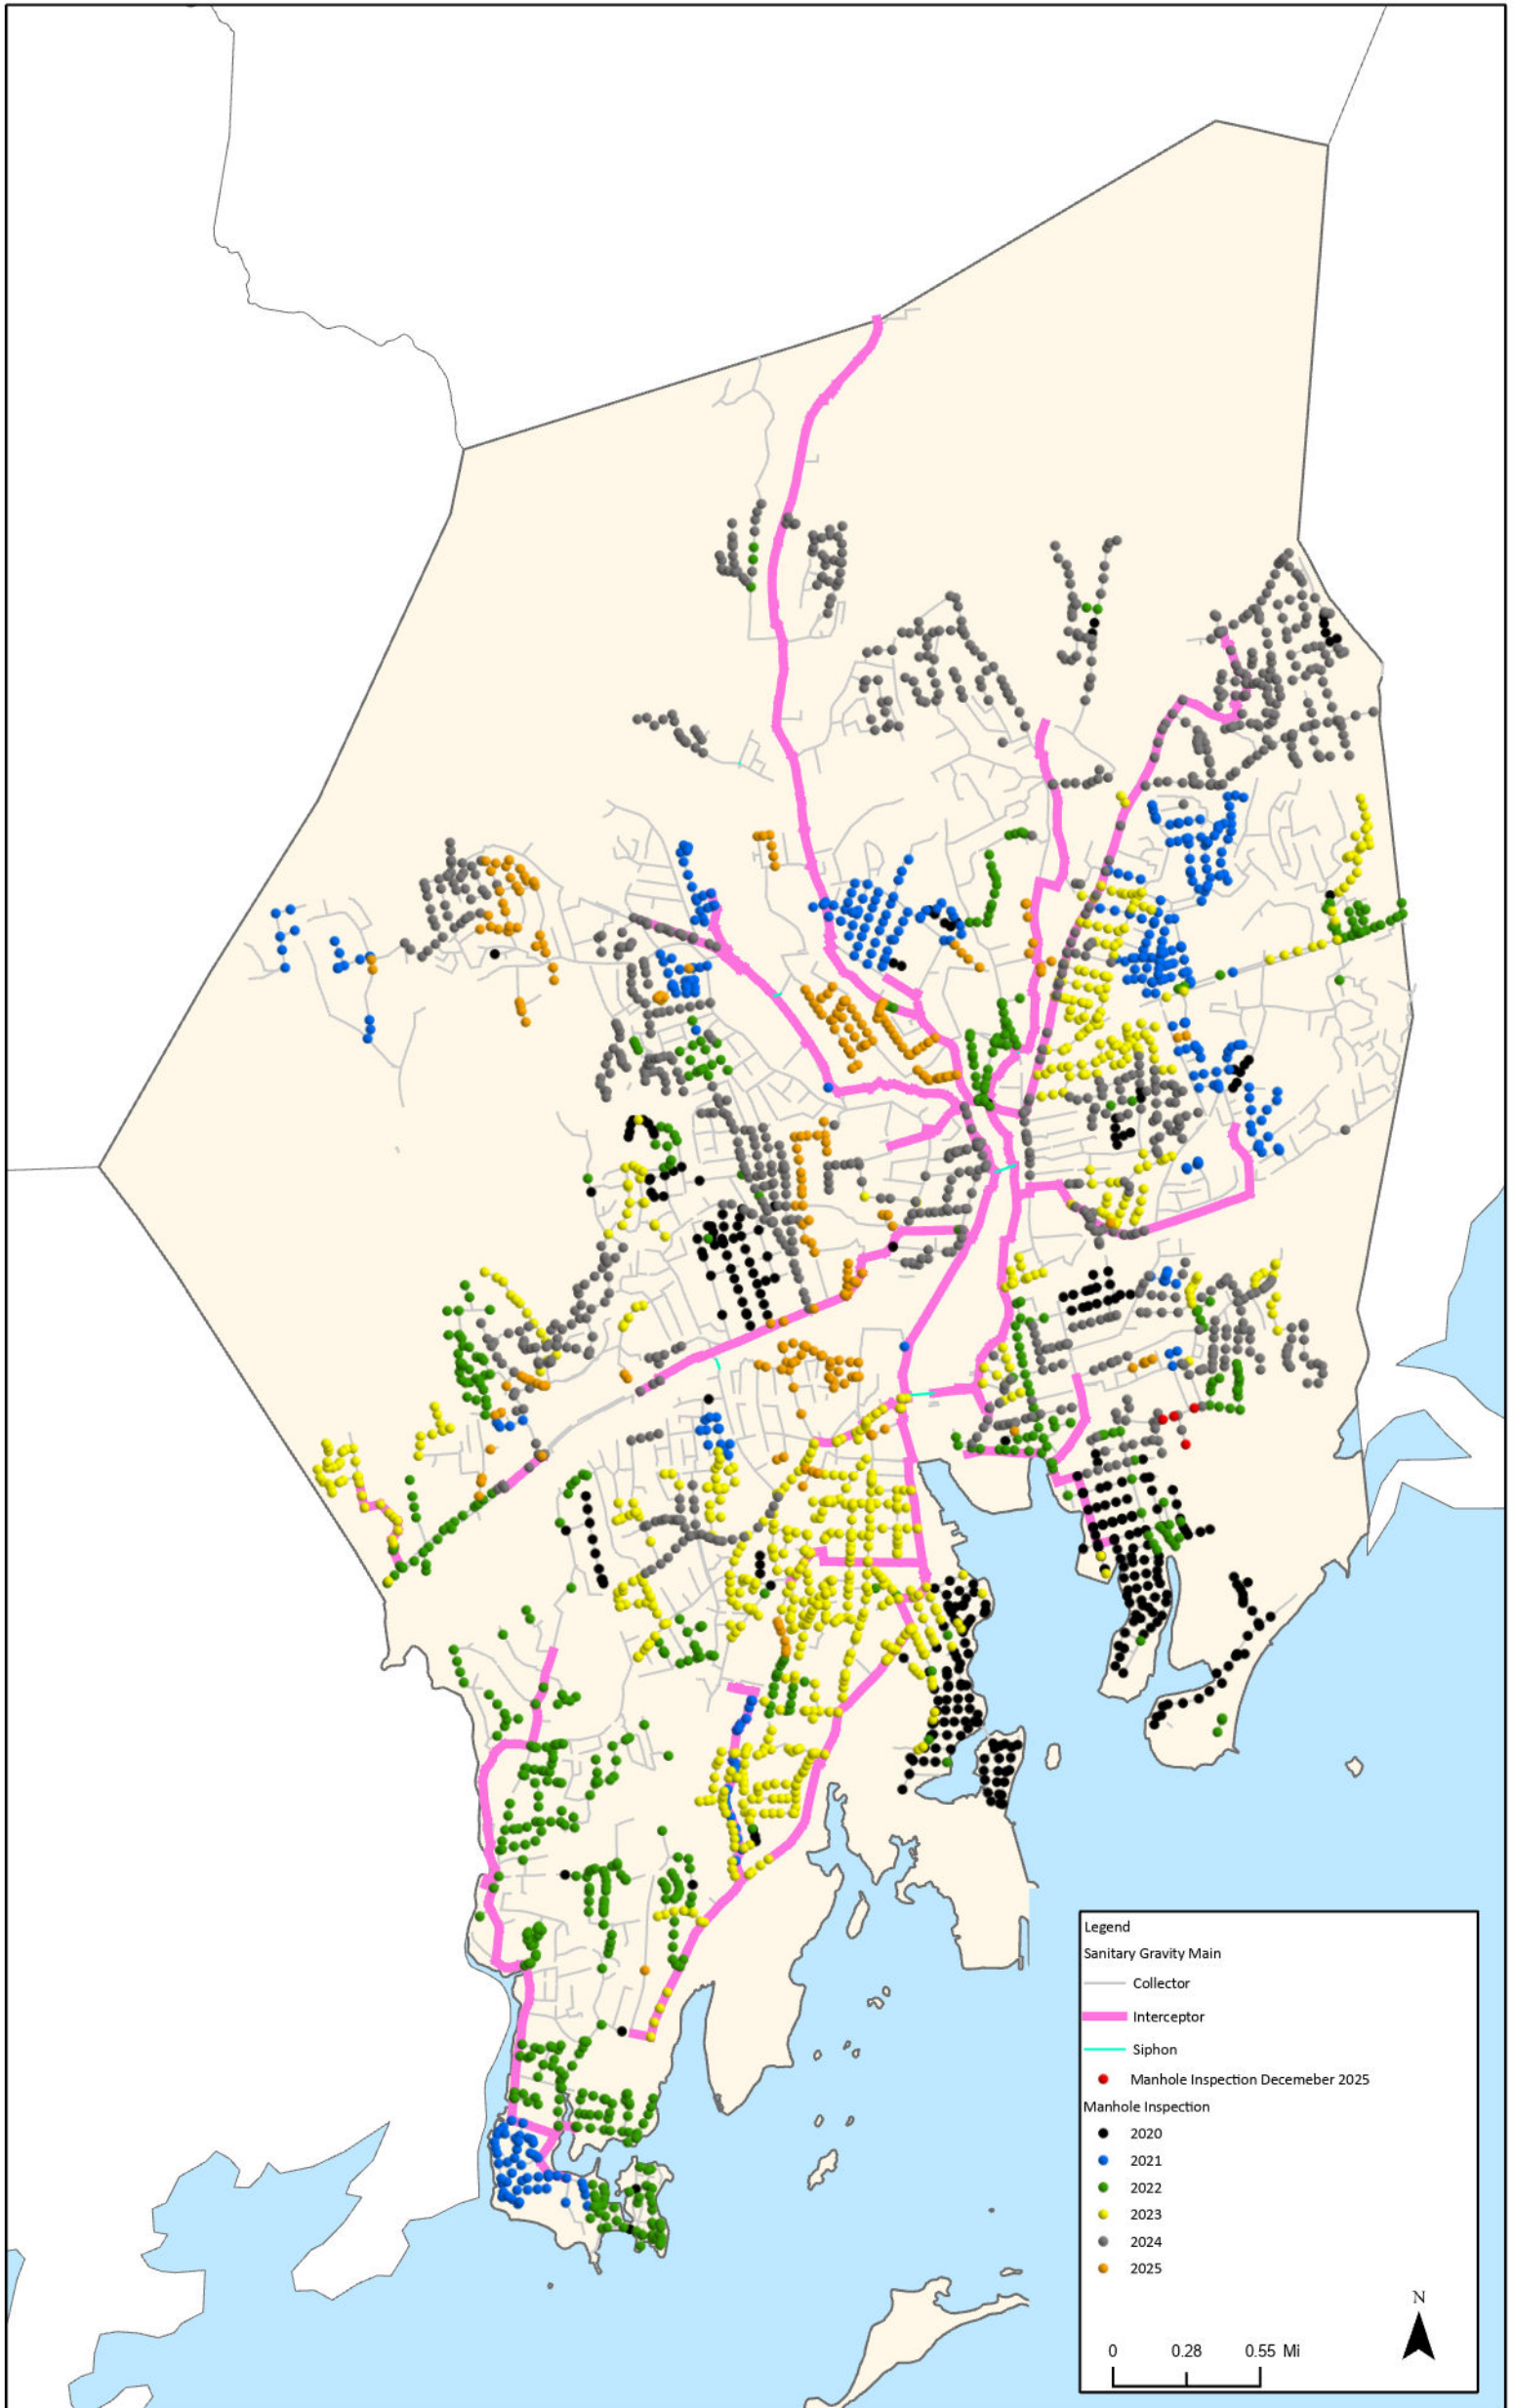 Legend
Sanitary Gravity Main
Collector
Interceptor
Siphon
Manhole Inspection Decemeber 2025
Manhole Inspection
2020
2021
2022
2023
2024
2025
N
0 0.28 0.55 Mi